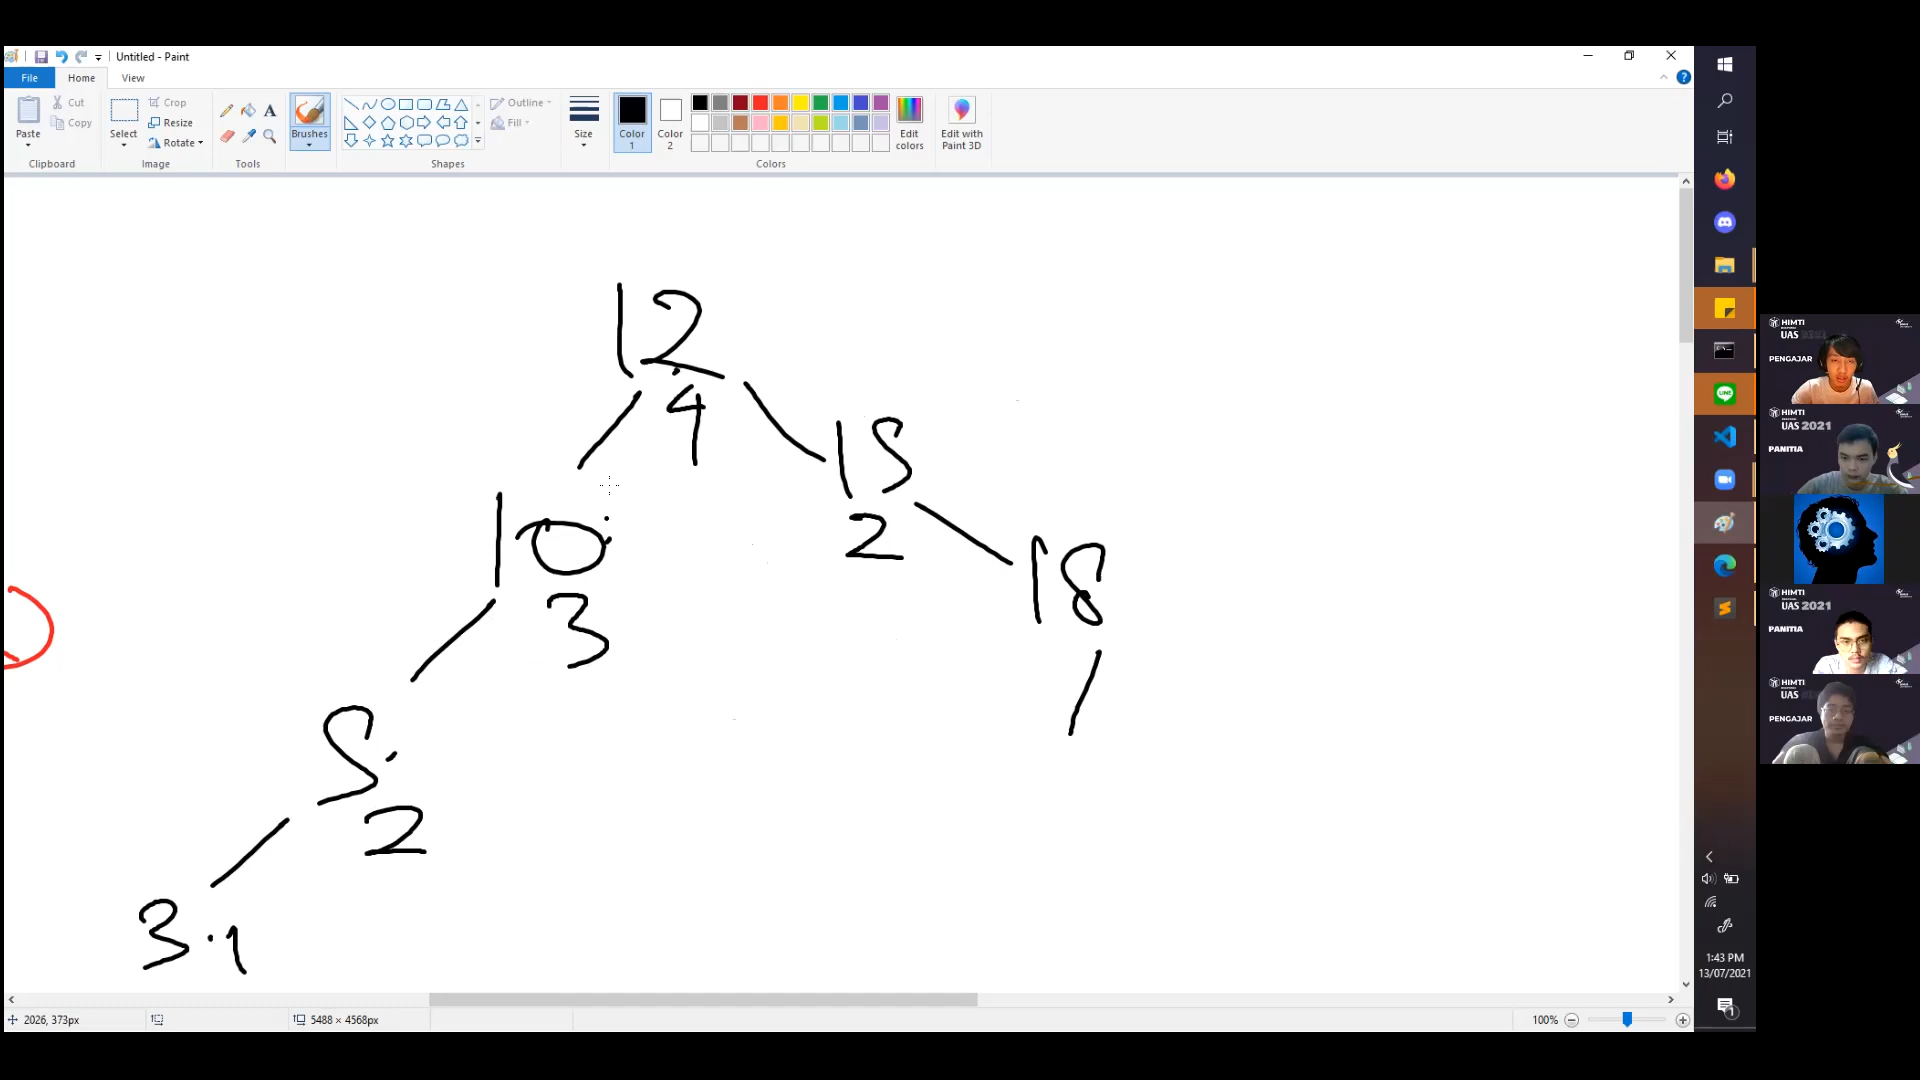 Untitled - Paint
File Home View
Paste
Cut
Copy
Clipboard
Select
Crop
Resize
Rotate
Image
Tools
Brushes
Outline
Fill
Shapes
Size
Color 1
Color 2
Edit colors
Edit with Paint 3D
Colors
12
4
15
2
10
3
18
1
5
2
3 1
2026, 373px
5488 × 4568px
100%
1:43 PM
13/07/2021
1
HIMTI
UAS
PENGAJAR
HIMTI
UAS 2021
PANITIA
HIMTI
UAS 2021
PANITIA
HIMTI
UAS
PENGAJAR